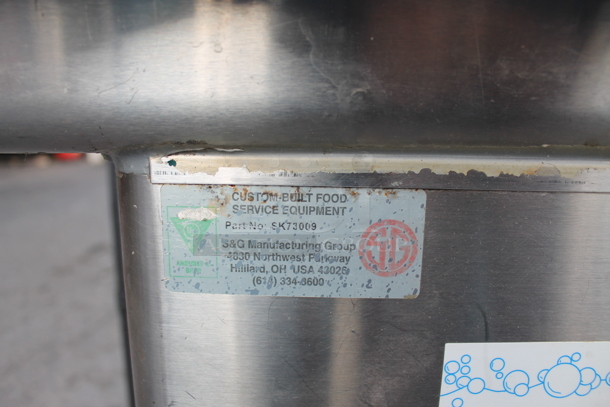 CUSTOM-BUILT FOOD
SERVICE EQUIPMENT
Part No: SK73009
S&G Manufacturing Group
4830 Northwest Parkway
Hilliard, OH USA 43026
334-8600